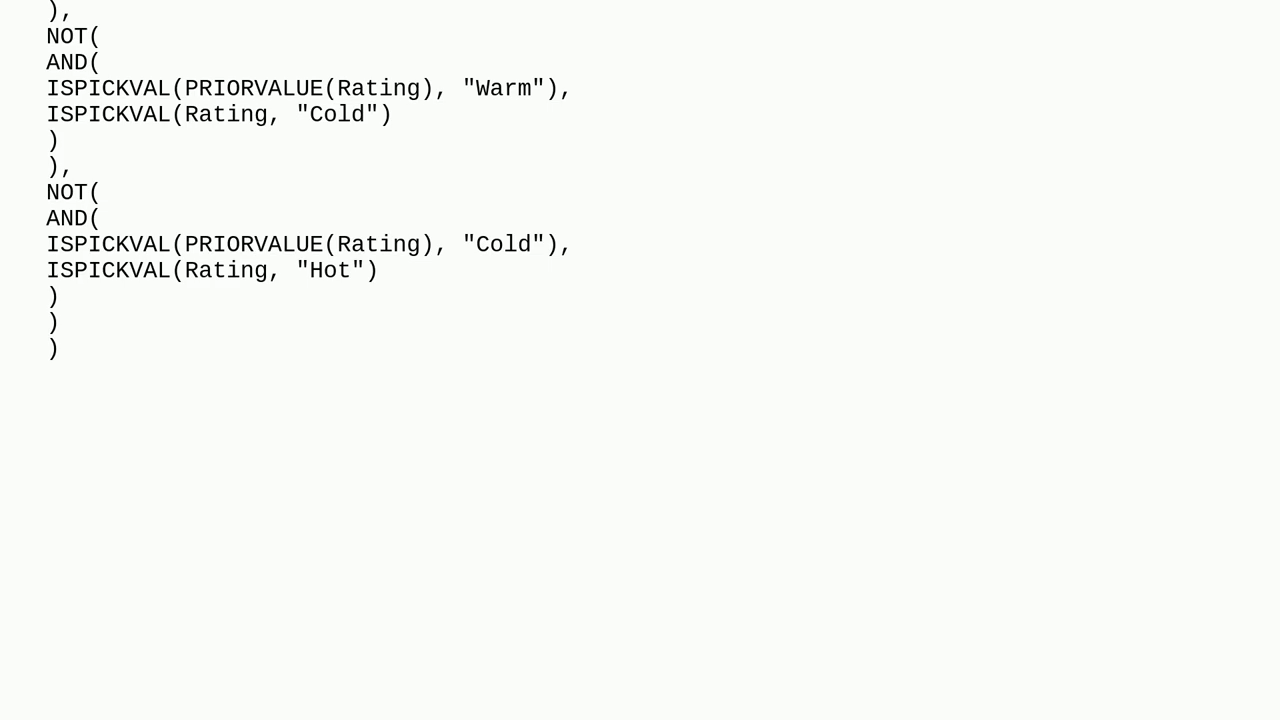 ),
NOT(
AND(
ISPICKVAL(PRIORVALUE(Rating), "Warm"),
ISPICKVAL(Rating, "Cold")
)
),
NOT(
AND(
ISPICKVAL(PRIORVALUE(Rating), "Cold"),
ISPICKVAL(Rating, "Hot")
)
)
)